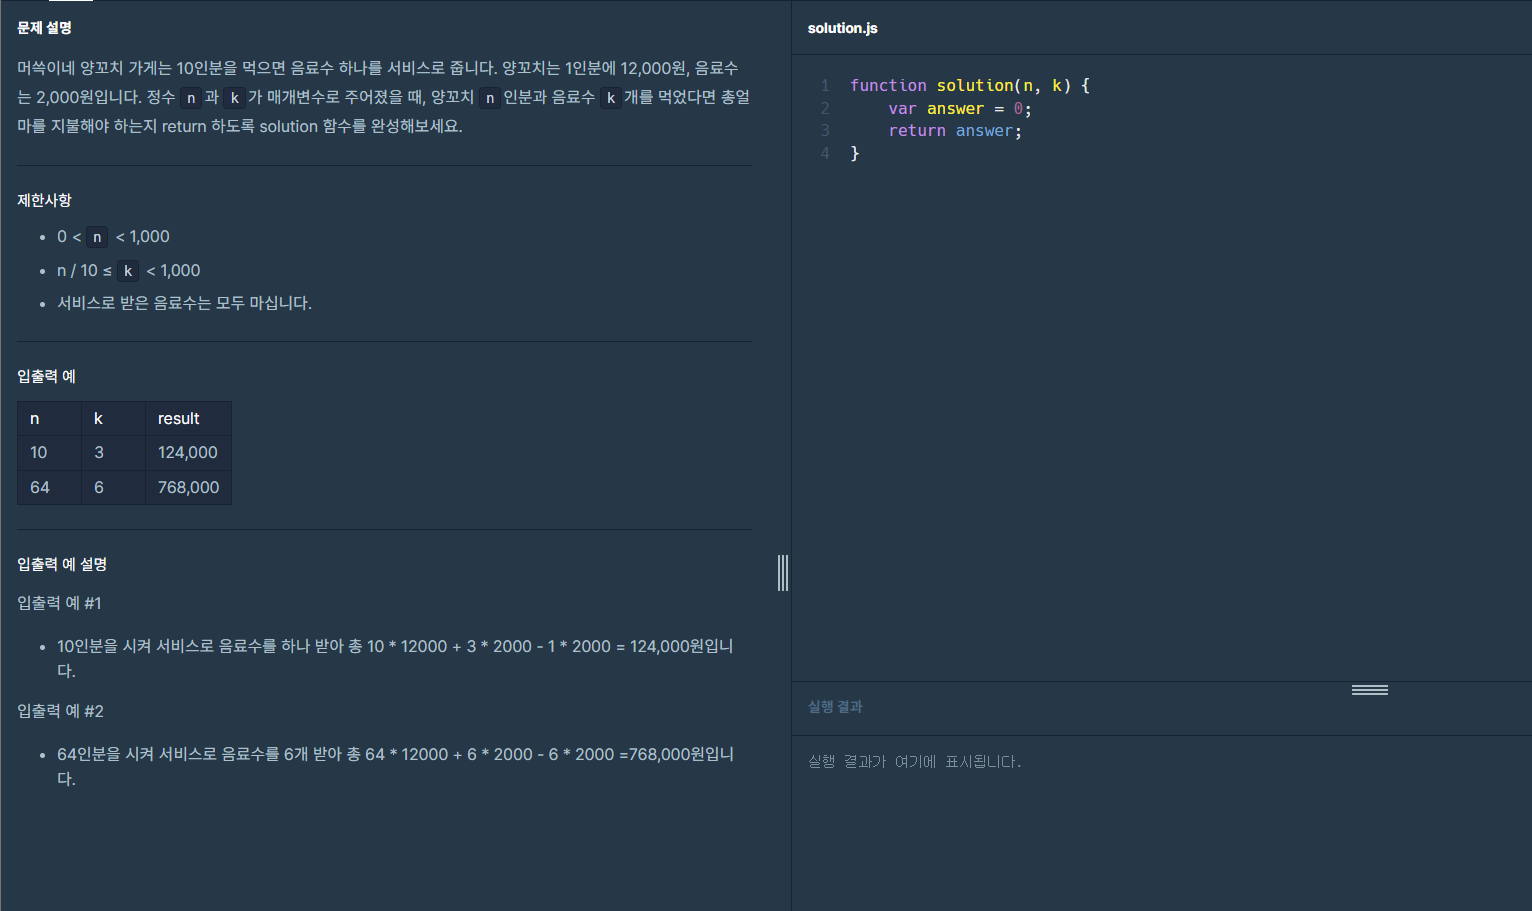 문제 설명
머쓱이네 양꼬치 가게는 10인분을 먹으면 음료수 하나를 서비스로 줍니다. 양꼬치는 1인분에 12,000원, 음료수
는 2,000원입니다. 정수 n 과 k 가 매개변수로 주어졌을 때, 양꼬치 n 인분과 음료수 k 개를 먹었다면 총얼
마를 지불해야 하는지 return 하도록 solution 함수를 완성해보세요.
제한사항
• 0 < n < 1,000
• n / 10 ≤ k < 1,000
• 서비스로 받은 음료수는 모두 마십니다.
입출력 예
n k result
10 3 124,000
64 6 768,000
입출력 예 설명
입출력 예 #1
• 10인분을 시켜 서비스로 음료수를 하나 받아 총 10 * 12000 + 3 * 2000 - 1 * 2000 = 124,000원입니
다.
입출력 예 #2
• 64인분을 시켜 서비스로 음료수를 6개 받아 총 64 * 12000 + 6 * 2000 - 6 * 2000 =768,000원입니
다.
solution.js
1 function solution(n, k) {
2     var answer = 0;
3     return answer;
4 }
실행 결과
실행 결과가 여기에 표시됩니다.